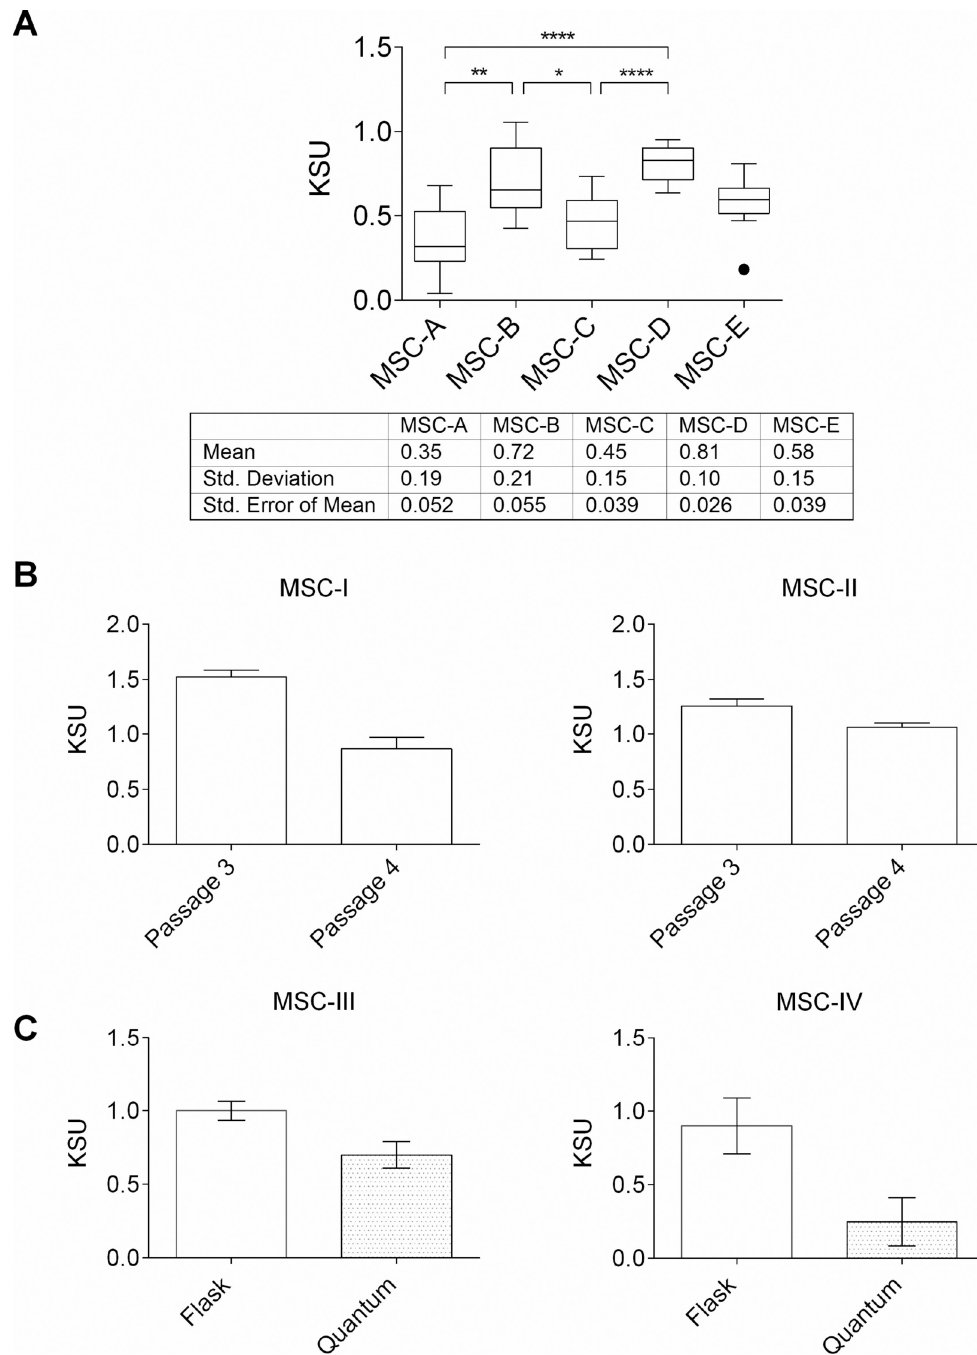 A
KSU
1.5
1.0
0.5
0.0
****
** * ****
MSC-A MSC-B MSC-C MSC-D MSC-E
MSC-A MSC-B MSC-C MSC-D MSC-E
Mean 0.35 0.72 0.45 0.81 0.58
Std. Deviation 0.19 0.21 0.15 0.10 0.15
Std. Error of Mean 0.052 0.055 0.039 0.026 0.039
B
MSC-I
KSU
2.0
1.5
1.0
0.5
0.0
Passage 3 Passage 4
MSC-II
KSU
2.0
1.5
1.0
0.5
0.0
Passage 3 Passage 4
C
MSC-III
KSU
1.5
1.0
0.5
0.0
Flask Quantum
MSC-IV
KSU
1.5
1.0
0.5
0.0
Flask Quantum